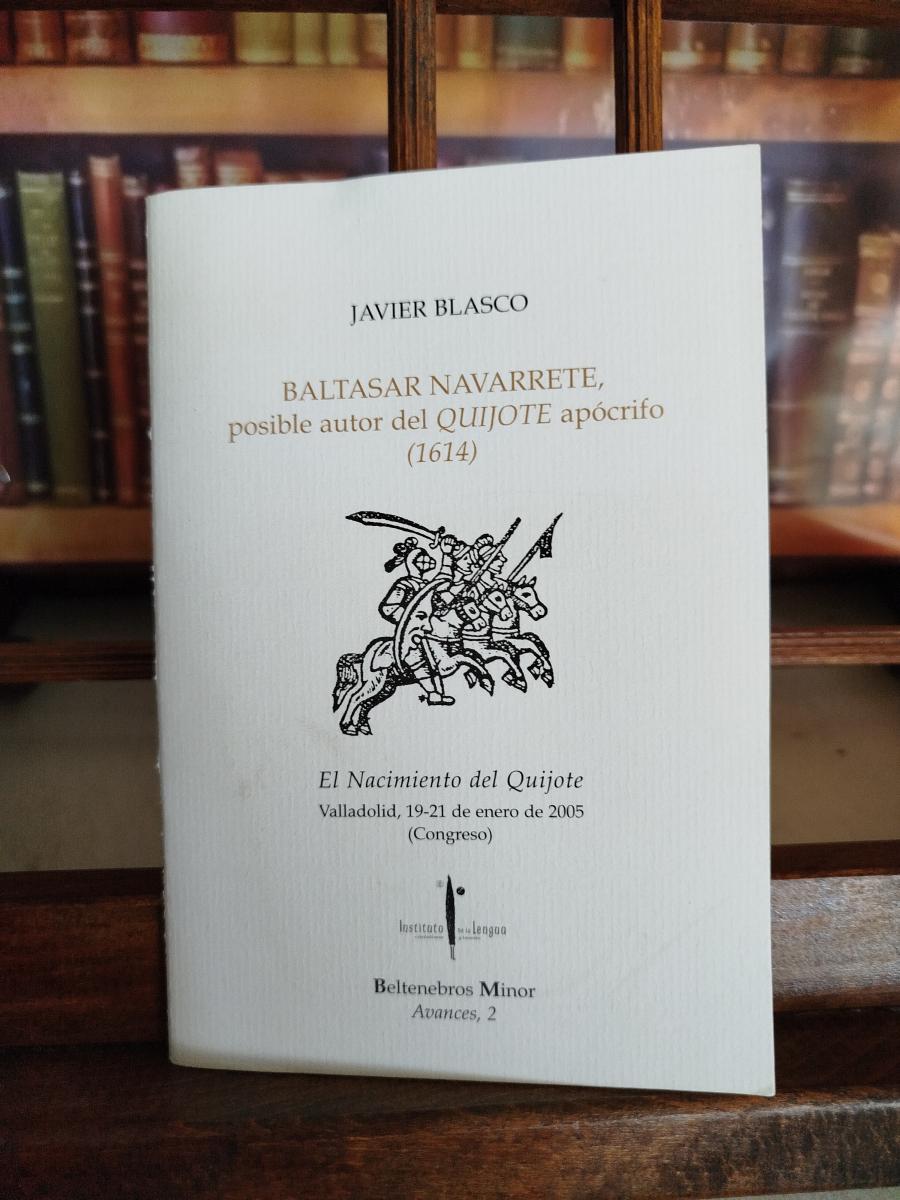 JAVIER BLASCO
BALTASAR NAVARRETE,
posible autor del QUIJOTE apócrifo
(1614)
El Nacimiento del Quijote
Valladolid, 19-21 de enero de 2005
(Congreso)
Instituto de la Lengua
Beltenebros Minor
Avances, 2